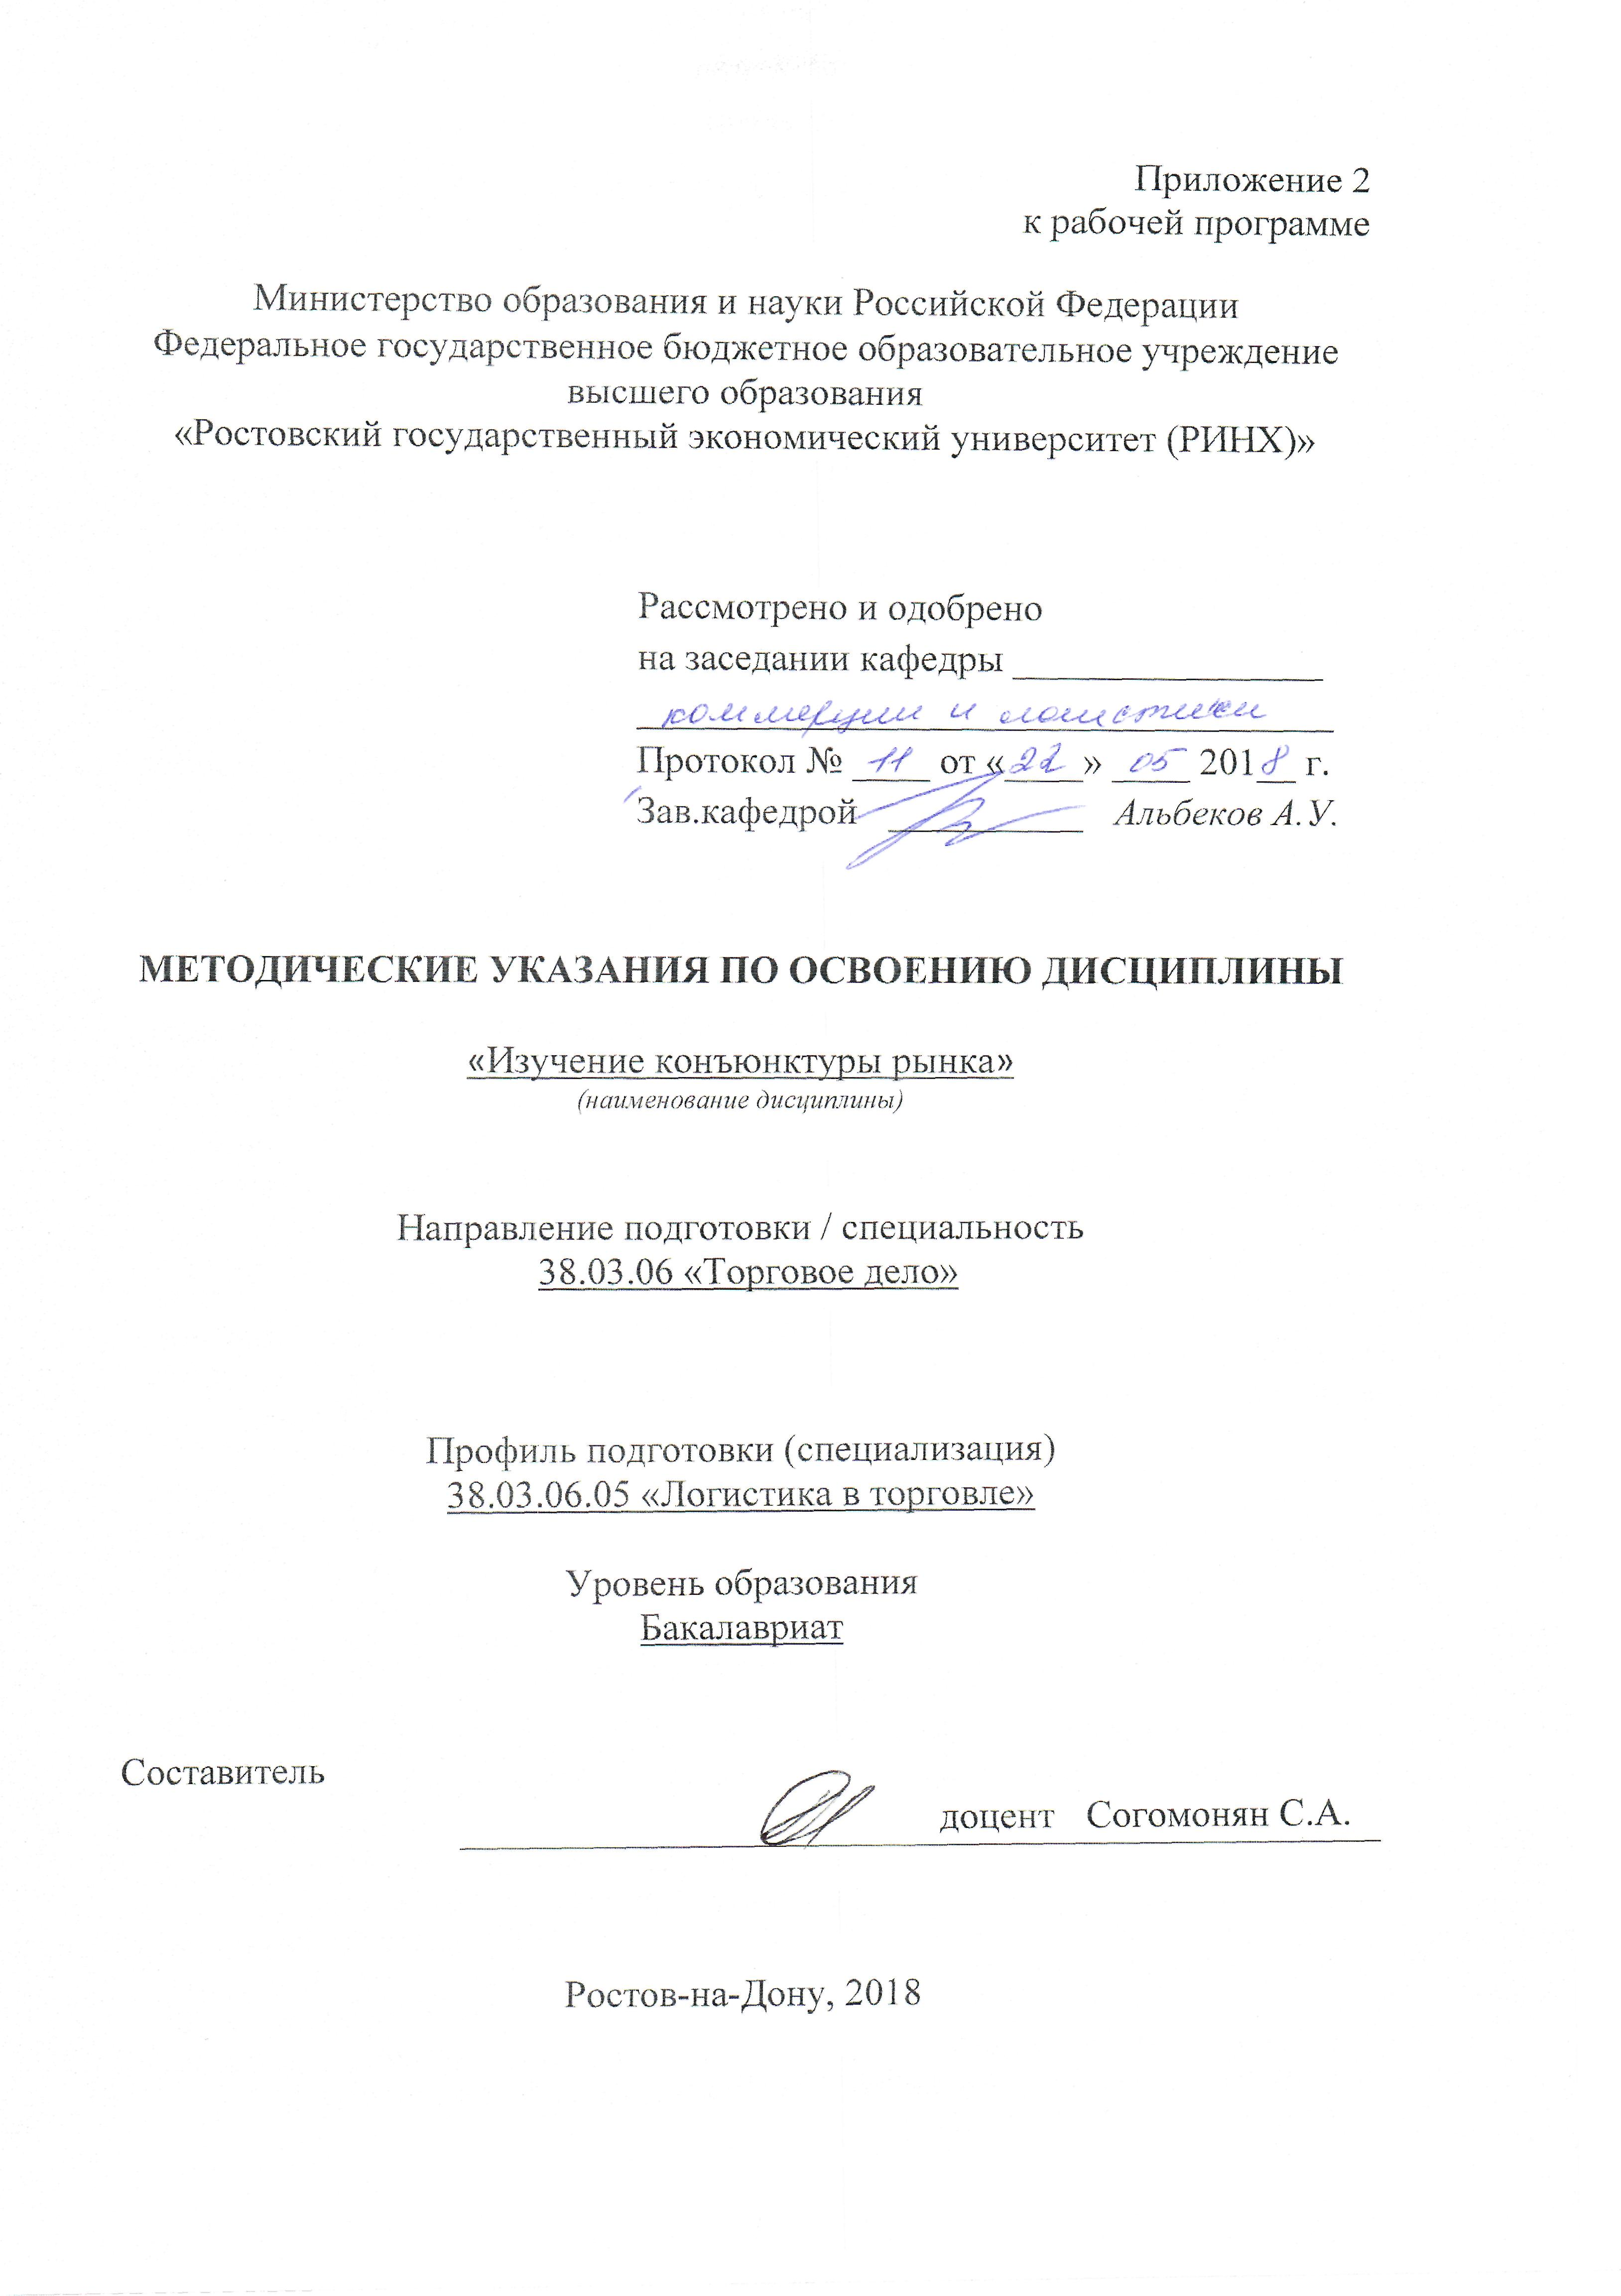 Приложение 2
к рабочей программе
Министерство образования и науки Российской Федерации
Федеральное государственное бюджетное образовательное учреждение
высшего образования
«Ростовский государственный экономический университет (РИНХ)»
Рассмотрено и одобрено
на заседании кафедры ________________
коммерции и логистики
Протокол № 11 от «22» 05 2018 г.
Зав.кафедрой __________ Альбеков А.У.
МЕТОДИЧЕСКИЕ УКАЗАНИЯ ПО ОСВОЕНИЮ ДИСЦИПЛИНЫ
«Изучение конъюнктуры рынка»
(наименование дисциплины)
Направление подготовки / специальность
38.03.06 «Торговое дело»
Профиль подготовки (специализация)
38.03.06.05 «Логистика в торговле»
Уровень образования
Бакалавриат
Составитель
доцент Согомонян С.А.
Ростов-на-Дону, 2018